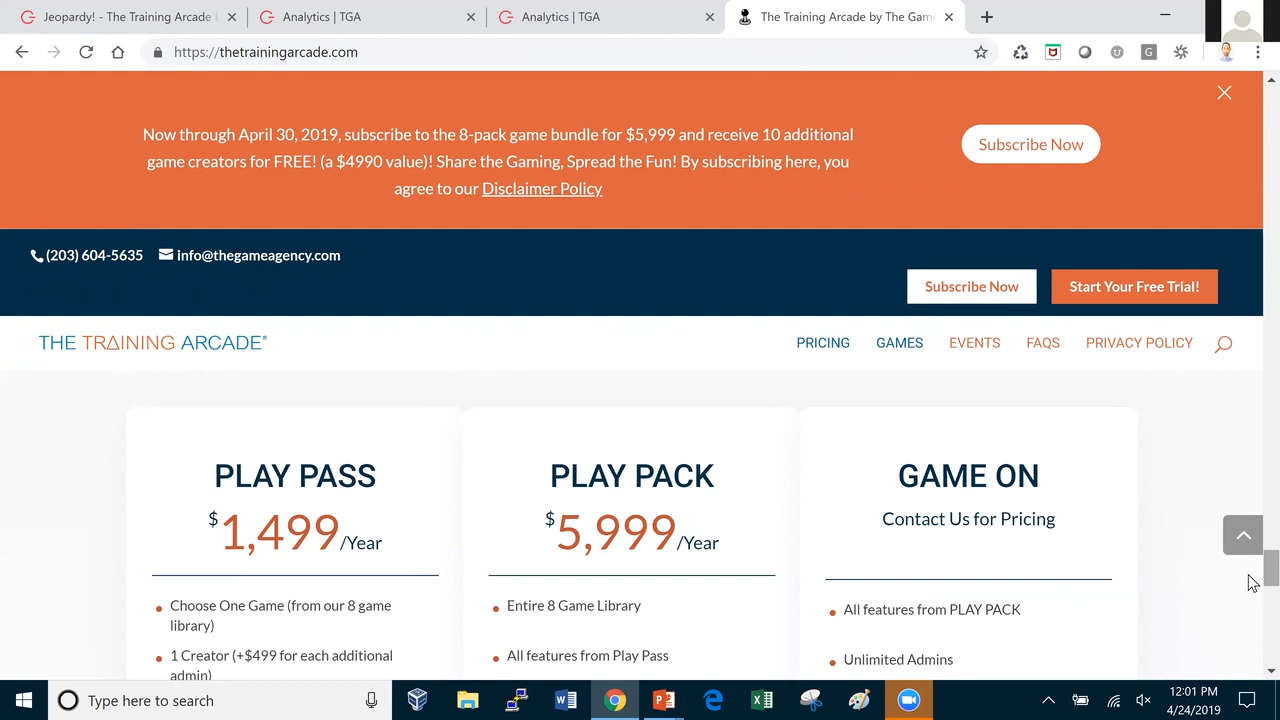 Jeopardy! - The Training Arcade
Analytics | TGA
Analytics | TGA
The Training Arcade by The Gam
https://thetrainingarcade.com
Now through April 30, 2019, subscribe to the 8-pack game bundle for $5,999 and receive 10 additional
game creators for FREE! (a $4990 value)! Share the Gaming, Spread the Fun! By subscribing here, you
agree to our Disclaimer Policy
Subscribe Now
(203) 604-5635 info@thegameagency.com
Subscribe Now
Start Your Free Trial!
THE TRAINING ARCADE®
PRICING GAMES EVENTS FAQS PRIVACY POLICY
PLAY PASS
$1,499/Year
Choose One Game (from our 8 game
library)
1 Creator (+$499 for each additional
admin)
PLAY PACK
$5,999/Year
Entire 8 Game Library
All features from Play Pass
GAME ON
Contact Us for Pricing
All features from PLAY PACK
Unlimited Admins
Type here to search
12:01 PM
4/24/2019